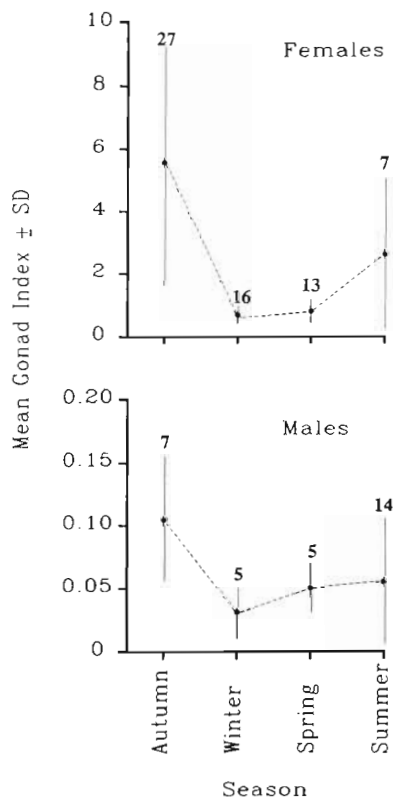 Mean Gonad Index ± SD
Females
10
8
6
4
2
0
27
16
13
7
Males
0.20
0.15
0.10
0.05
0
7
5
5
14
Autumn
Winter
Spring
Summer
Season